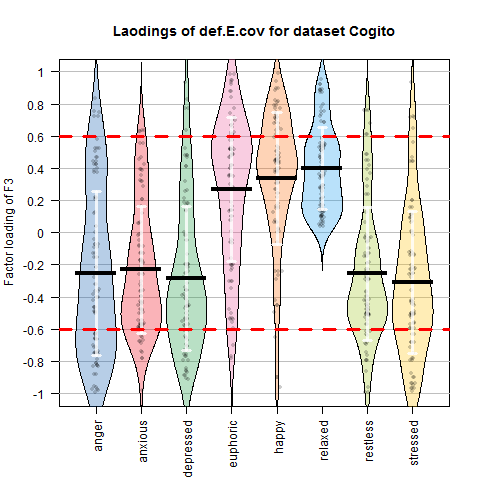 Laodings of def.E.cov for dataset Cogito
Factor loading of F3
1
0.8
0.6
0.4
0.2
0
-0.2
-0.4
-0.6
-0.8
-1
anger
anxious
depressed
euphoric
happy
relaxed
restless
stressed